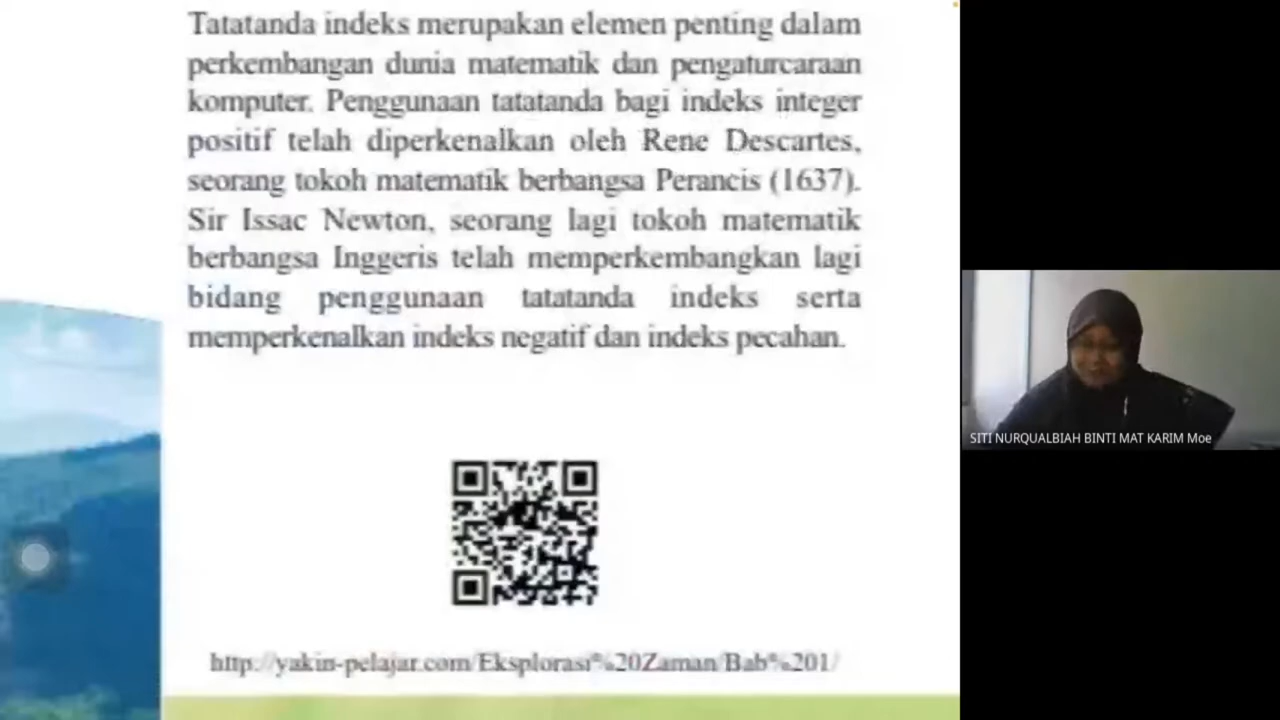 Tatatanda indeks merupakan elemen penting dalam
perkembangan dunia matematik dan pengaturcaraan
komputer. Penggunaan tatatanda bagi indeks integer
positif telah diperkenalkan oleh Rene Descartes,
seorang tokoh matematik berbangsa Perancis (1637).
Sir Issac Newton, seorang lagi tokoh matematik
berbangsa Inggeris telah memperkembangkan lagi
bidang penggunaan tatatanda indeks serta
memperkenalkan indeks negatif dan indeks pecahan.
http://yakin-pelajar.com/Eksplorasi%20Zaman/Bab%201/
SITI NURQUALBIAH BINTI MAT KARIM Moe